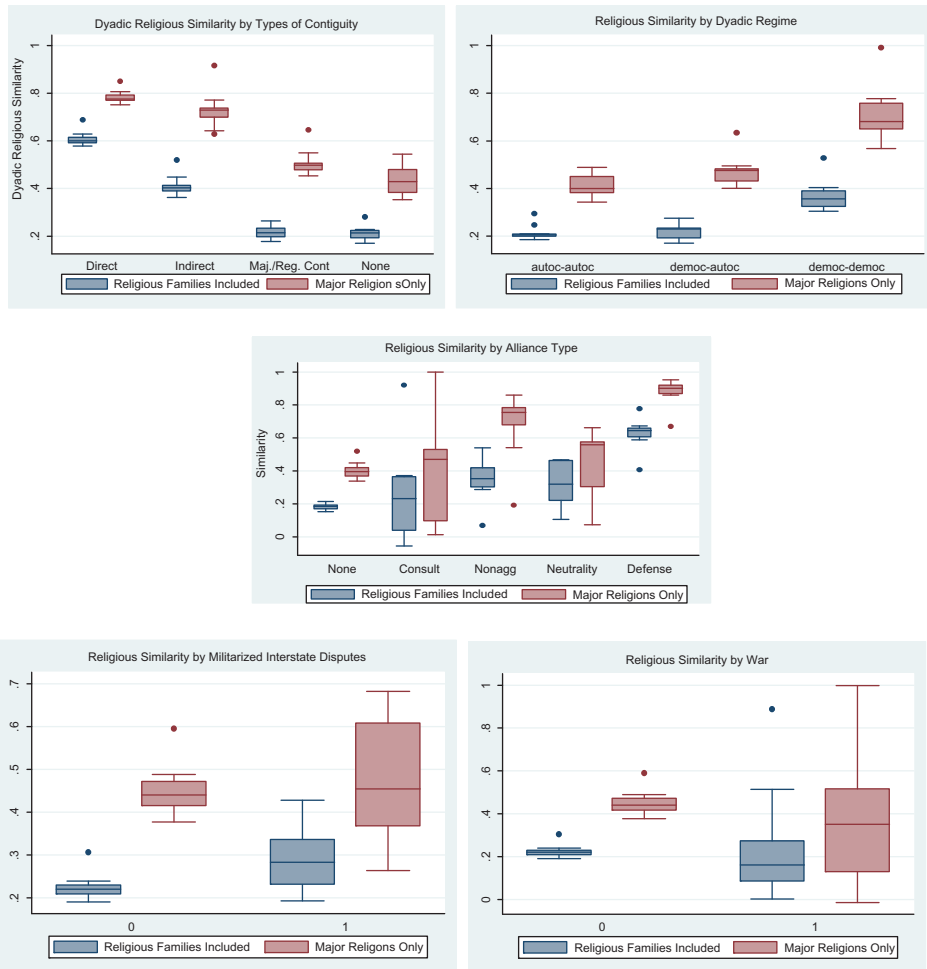 Dyadic Religious Similarity by Types of Contiguity
Dyadic Religious Similarity
1
.8
.6
.4
.2
Direct Indirect Maj./Reg. Cont None
Religious Families Included Major Religion sOnly
Religious Similarity by Dyadic Regime
1
.8
.6
.4
.2
autoc-autoc democ-autoc democ-democ
Religious Families Included Major Religions Only
Religious Similarity by Alliance Type
Similarity
1
.8
.6
.4
.2
0
None Consult Nonagg Neutrality Defense
Religious Families Included Major Religions Only
Religious Similarity by Militarized Interstate Disputes
.7
.6
.5
.4
.3
.2
0 1
Religious Families Included Major Religons Only
Religious Similarity by War
1
.8
.6
.4
.2
0
0 1
Religious Families Included Major Religions Only